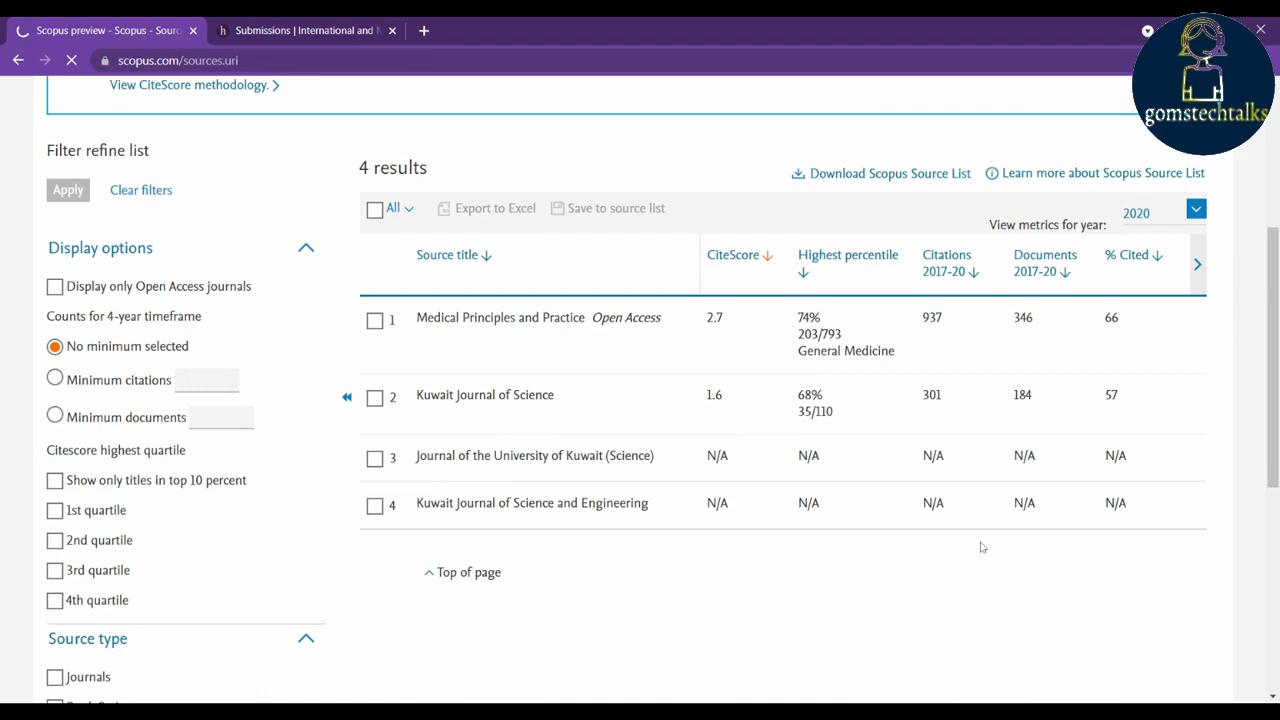 Scopus preview - Scopus - Sourc
Submissions | International and M
scopus.com/sources.uri
gomstechtalks
View CiteScore methodology.
Filter refine list
Apply Clear filters
Display options
Display only Open Access journals
Counts for 4-year timeframe
No minimum selected
Minimum citations
Minimum documents
Citescore highest quartile
Show only titles in top 10 percent
1st quartile
2nd quartile
3rd quartile
4th quartile
Source type
Journals
4 results
Download Scopus Source List
Learn more about Scopus Source List
All Export to Excel Save to source list
View metrics for year: 2020
Source title CiteScore Highest percentile Citations 2017-20 Documents 2017-20 % Cited
1 Medical Principles and Practice Open Access 2.7 74% 937 346 66
203/793
General Medicine
2 Kuwait Journal of Science 1.6 68% 301 184 57
35/110
3 Journal of the University of Kuwait (Science) N/A N/A N/A N/A N/A
4 Kuwait Journal of Science and Engineering N/A N/A N/A N/A N/A
Top of page